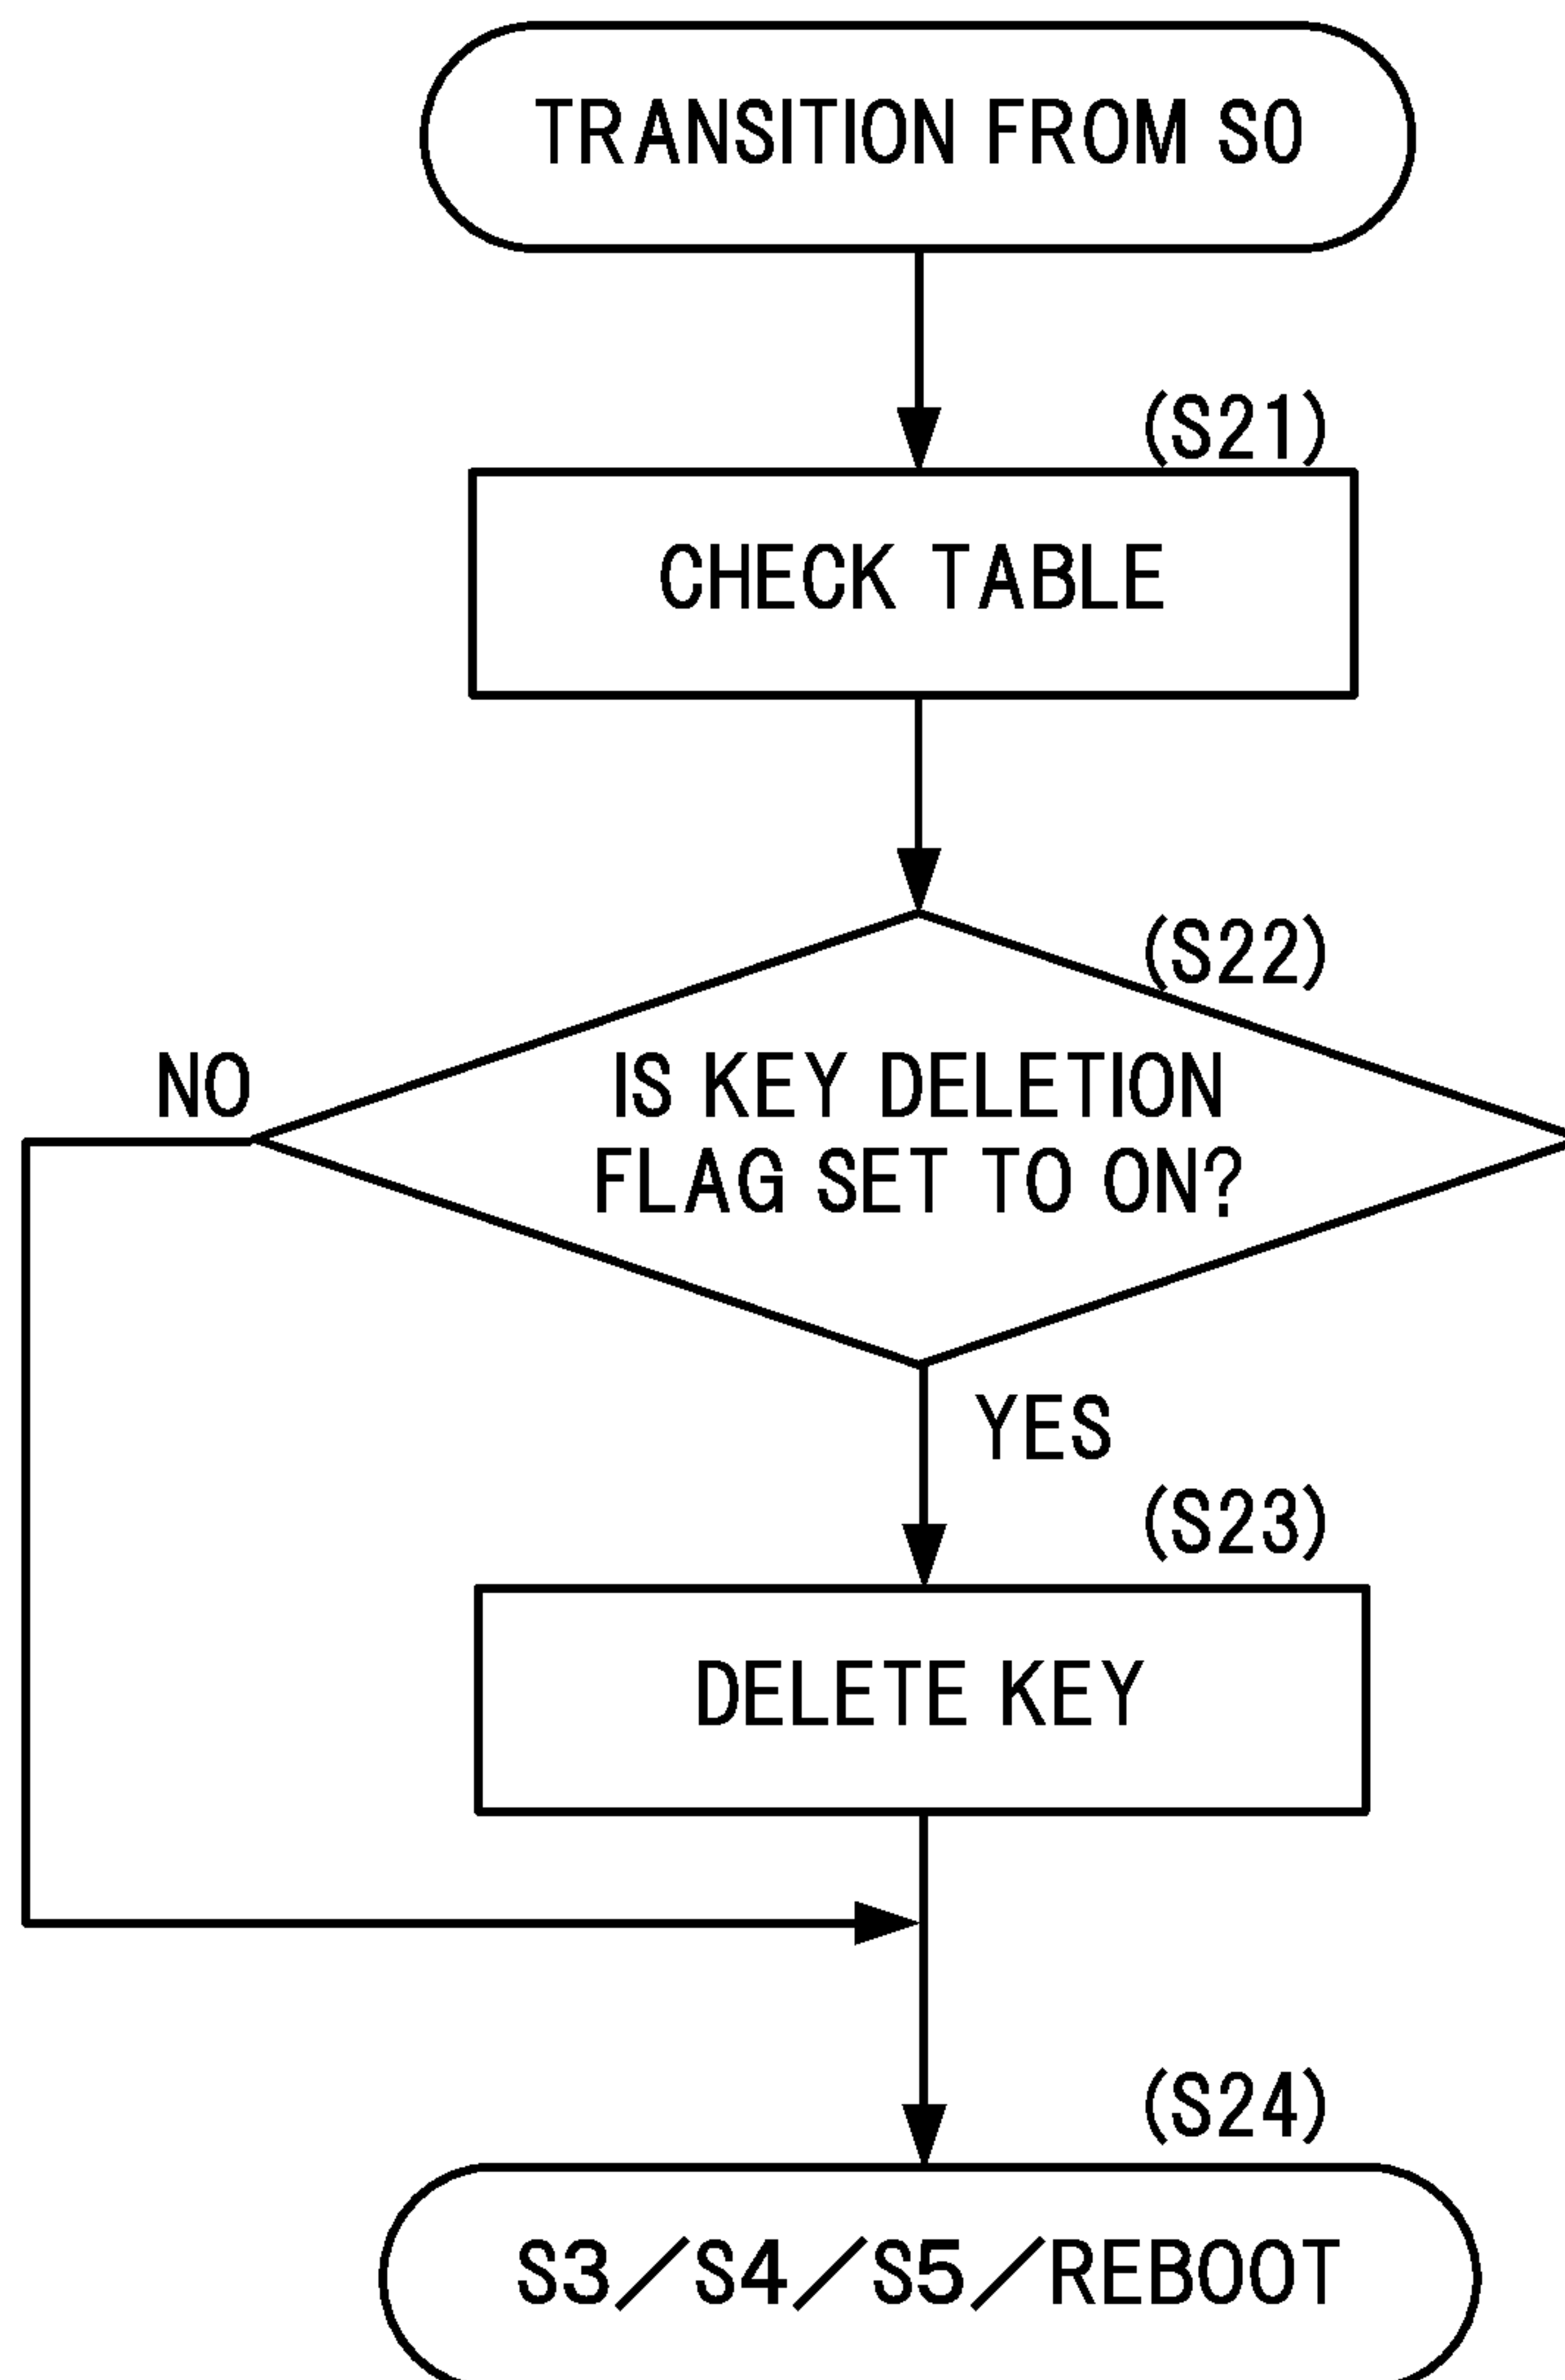 TRANSITION FROM S0
(S21)
CHECK TABLE
(S22)
NO
IS KEY DELETION
FLAG SET TO ON?
YES
(S23)
DELETE KEY
(S24)
S3/S4/S5/REBOOT